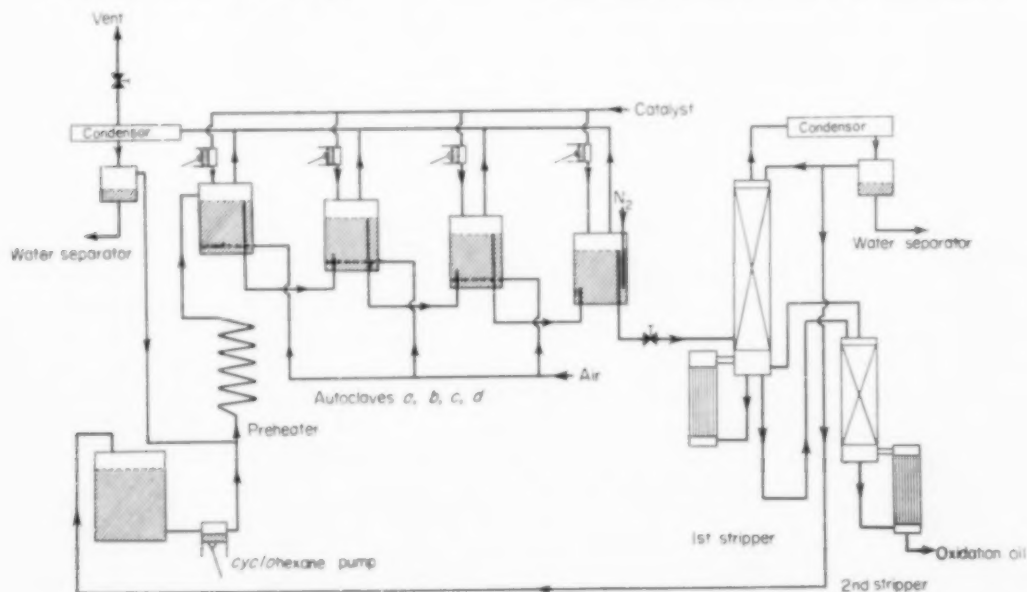 Vent
Catalyst
Condensor
Condensor
N2
Water separator
Water separator
Air
Autoclaves a, b, c, d
Preheater
1st stripper
cyclohexane pump
Oxidation oil
2nd stripper